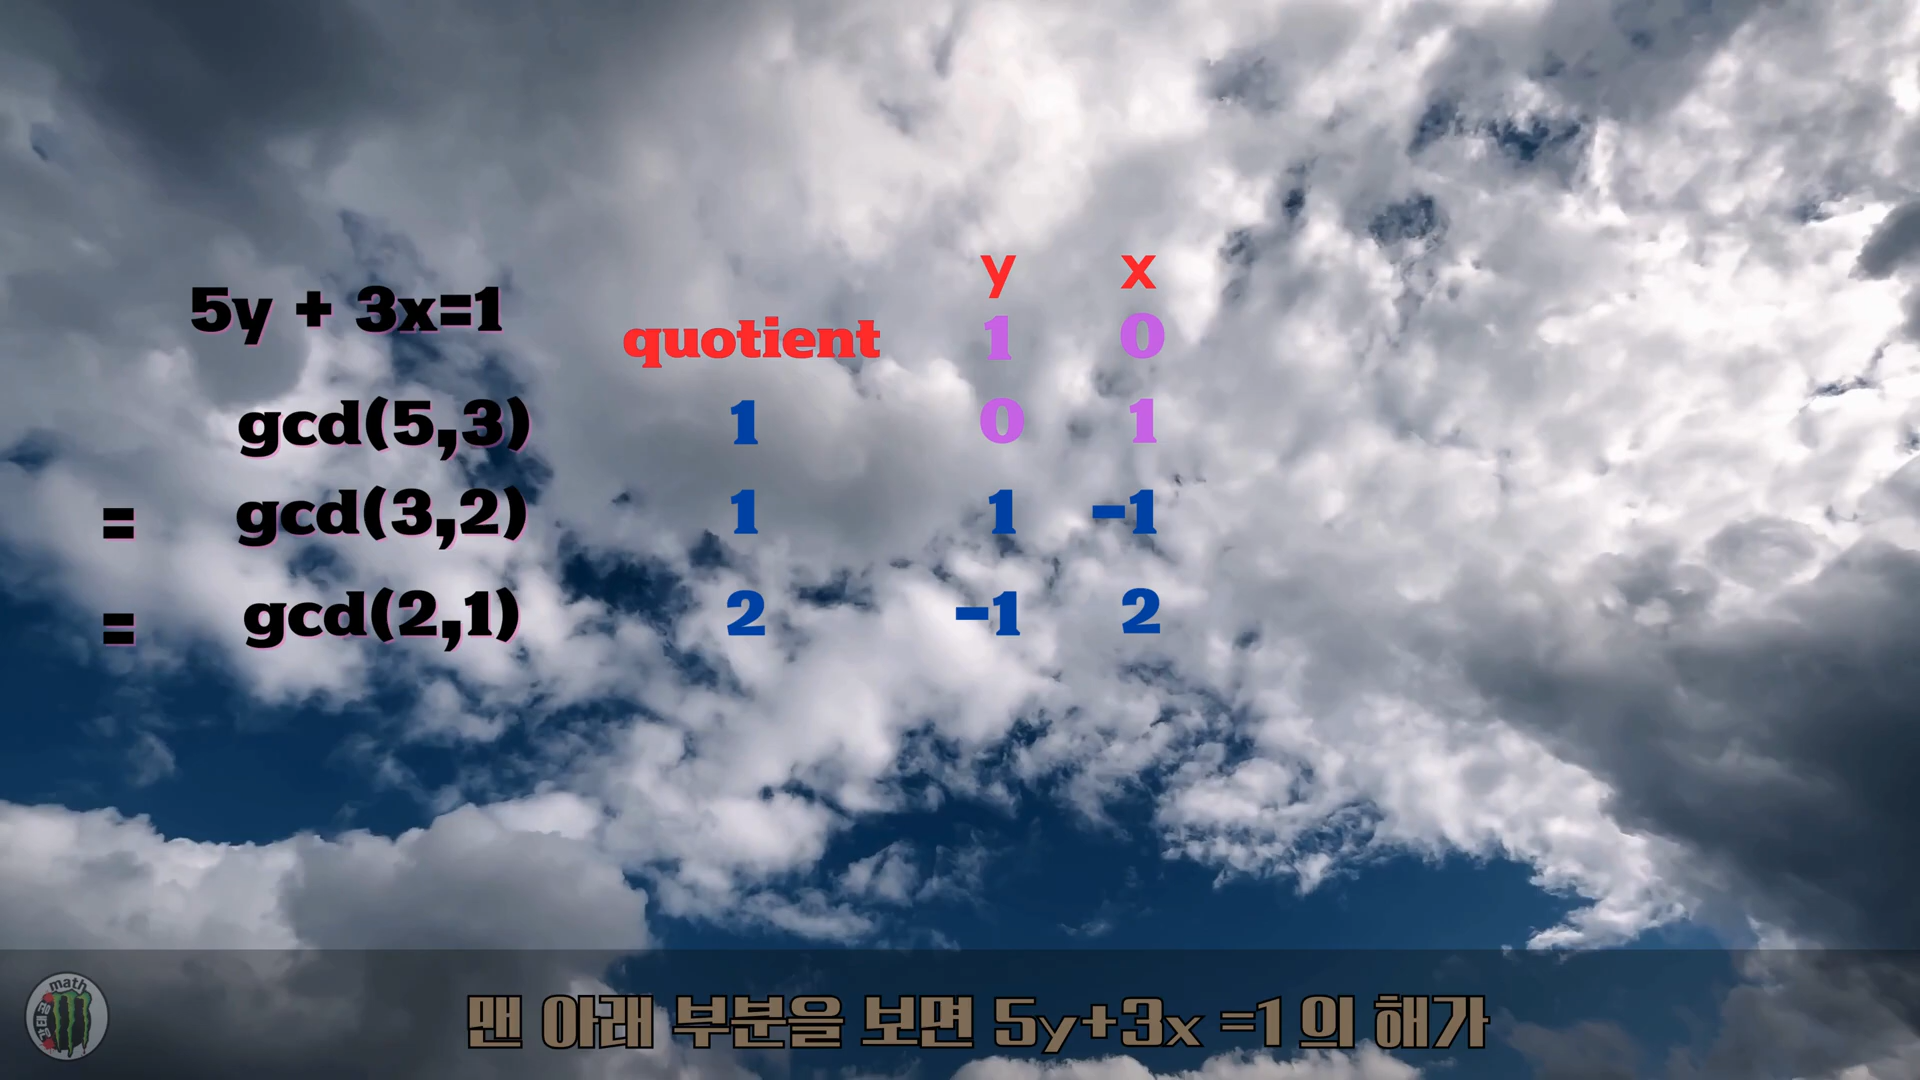 5y + 3x=1
y x
quotient 1 0
gcd(5,3) 1 0 1
= gcd(3,2) 1 1 -1
= gcd(2,1) 2 -1 2
math
맨 아래 부분을 보면 5y+3x =1 의 해가